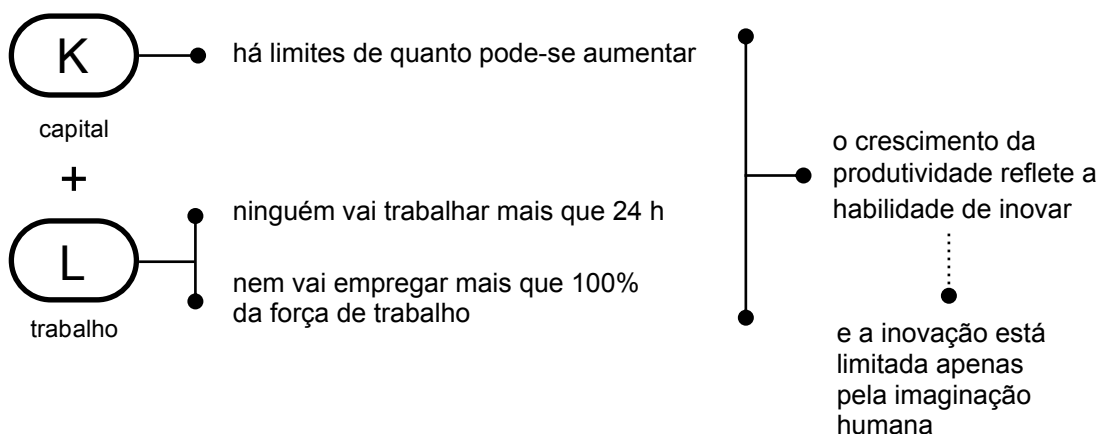 K
há limites de quanto pode-se aumentar
capital
+
L
ninguém vai trabalhar mais que 24 h
nem vai empregar mais que 100%
da força de trabalho
trabalho
o crescimento da
produtividade reflete a
habilidade de inovar
e a inovação está
limitada apenas
pela imaginação
humana